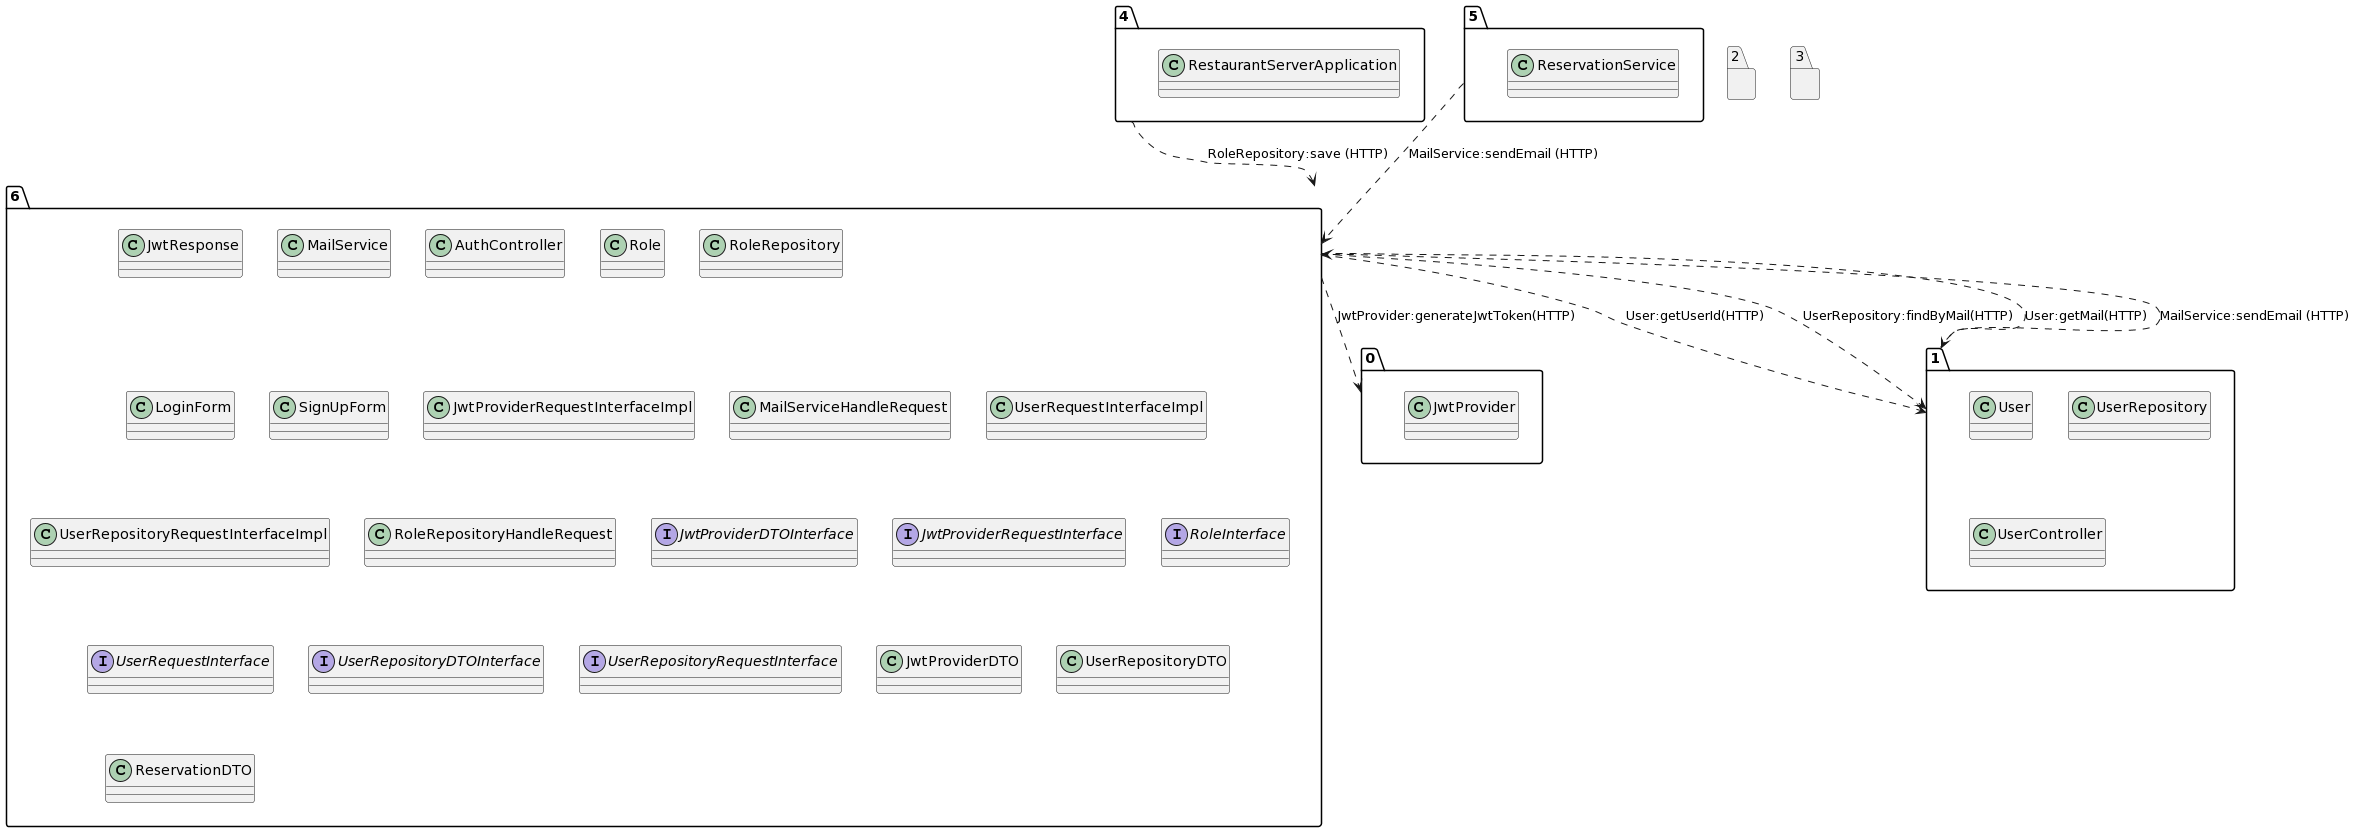 4
RestaurantServerApplication
5
ReservationService
2
3
RoleRepository:save (HTTP)
MailService:sendEmail (HTTP)
6
C JwtResponse
C MailService
C AuthController
C Role
C RoleRepository
JwtProvider:generateJwtToken(HTTP)
User:getUserId(HTTP)
UserRepository:findByMail(HTTP)
User:getMail(HTTP)
MailService:sendEmail (HTTP)
C LoginForm
C SignUpForm
C JwtProviderRequestInterfaceImpl
C MailServiceHandleRequest
C UserRequestInterfaceImpl
0
C JwtProvider
1
C User
C UserRepository
C UserRepositoryRequestInterfaceImpl
C RoleRepositoryHandleRequest
I JwtProviderDTOInterface
I JwtProviderRequestInterface
I RoleInterface
C UserController
I UserRequestInterface
I UserRepositoryDTOInterface
I UserRepositoryRequestInterface
C JwtProviderDTO
C UserRepositoryDTO
C ReservationDTO